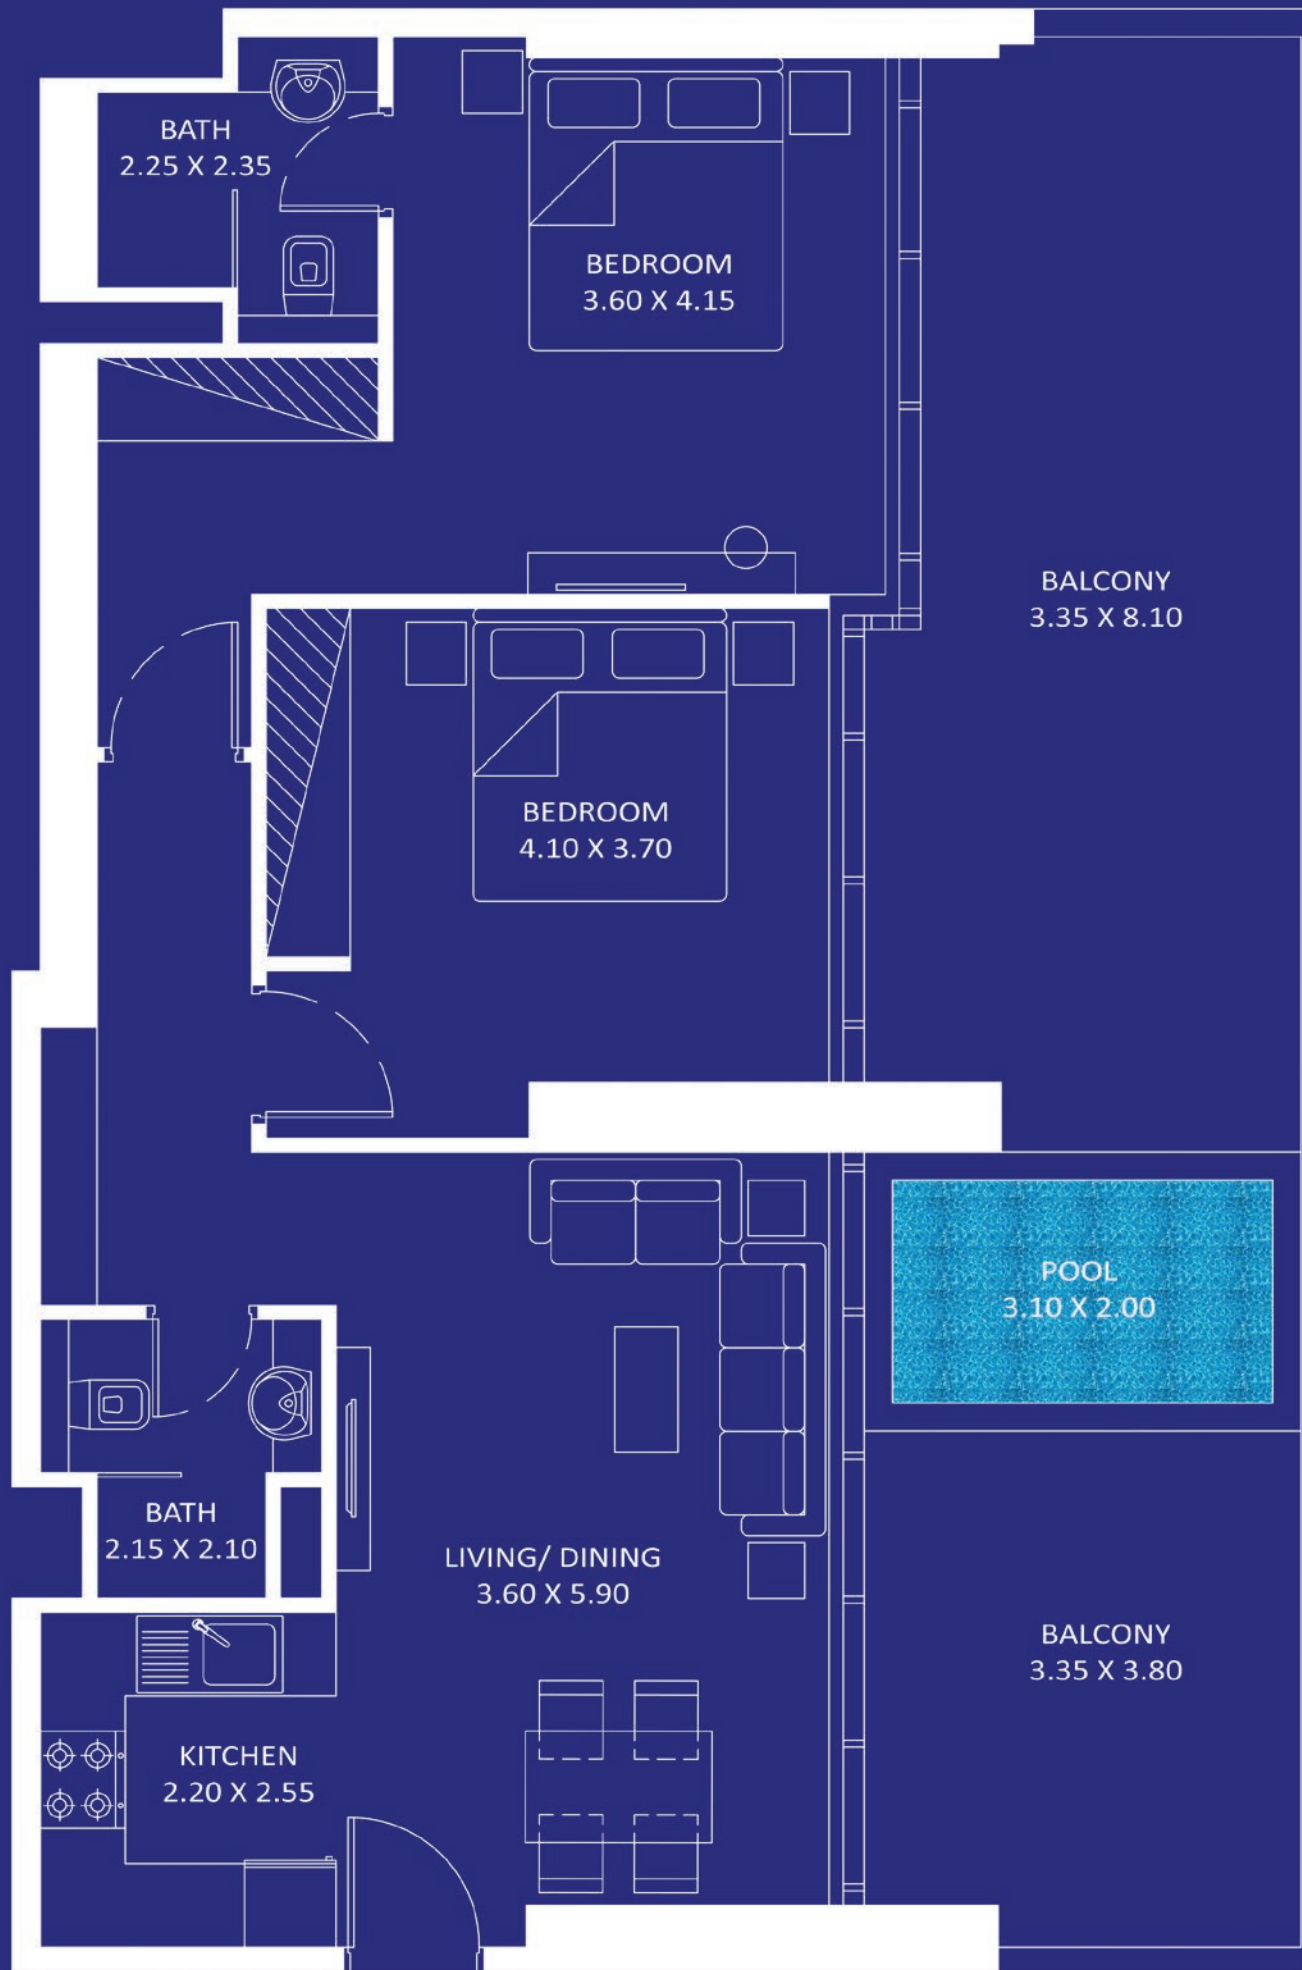 BATH
2.25 X 2.35
BEDROOM
3.60 X 4.15
BALCONY
3.35 X 8.10
BEDROOM
4.10 X 3.70
POOL
3.10 X 2.00
BATH
2.15 X 2.10
LIVING/ DINING
3.60 X 5.90
BALCONY
3.35 X 3.80
KITCHEN
2.20 X 2.55